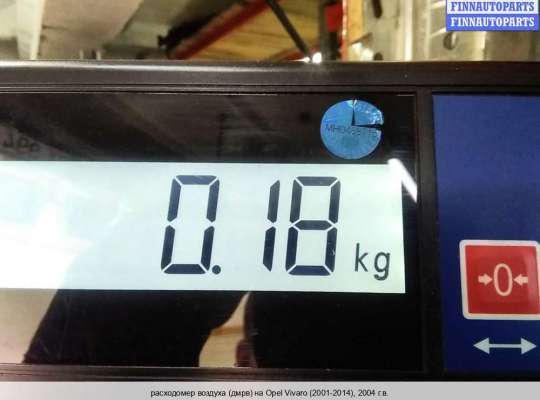 FINNAUTOPARTS
FINNAUTOPARTS
0.18 kg
→0←
расходомер воздуха (дмрв) на Opel Vivaro (2001-2014), 2004 г.в.